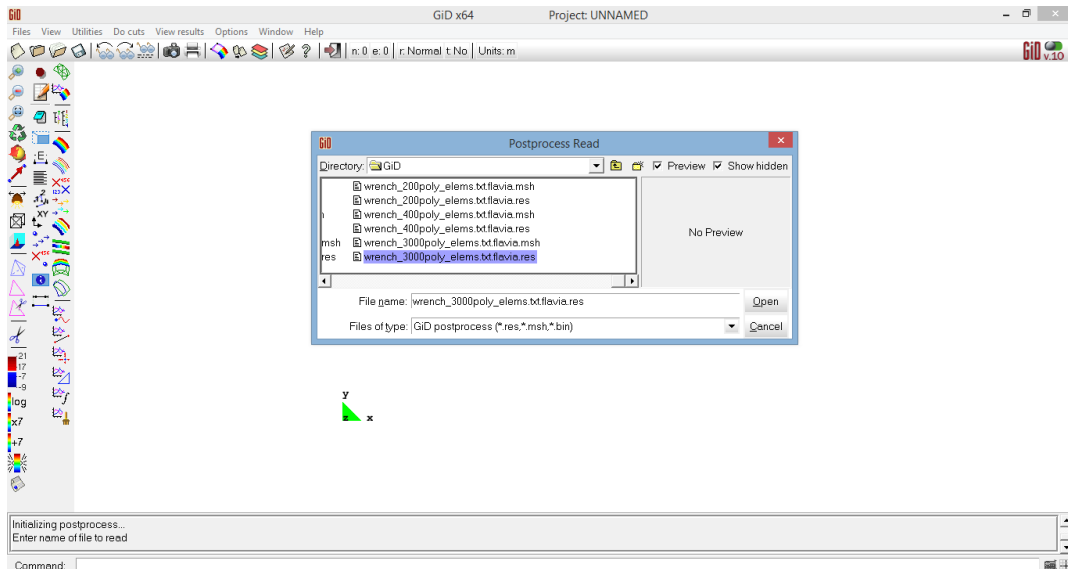 GiD
GiD x64 Project: UNNAMED
Files View Utilities Do cuts View results Options Window Help
n: 0 e: 0 r: Normal t: No Units: m
GiD v.10
E
XY
GiD
Postprocess Read
Directory: GiD Preview Show hidden
wrench_200poly_elems.txt.flavia.msh
wrench_200poly_elems.txt.flavia.res
wrench_400poly_elems.txt.flavia.msh
wrench_400poly_elems.txt.flavia.res
msh wrench_3000poly_elems.txt.flavia.msh
res wrench_3000poly_elems.txt.flavia.res
No Preview
File name: wrench_3000poly_elems.txt.flavia.res Open
Files of type: GiD postprocess (*.res,*.msh,*.bin) Cancel
21
17
-7
-9
log
x7
+7
y
z x
Initializing postprocess...
Enter name of file to read
Command: